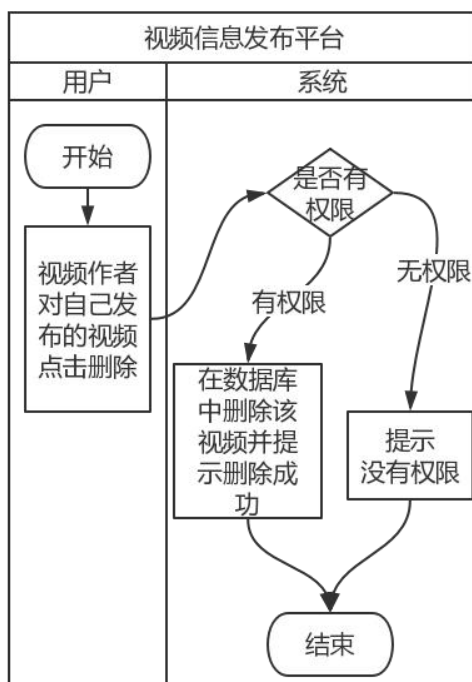 视频信息发布平台
用户
系统
开始
是否有
权限
视频作者
对自己发
布的视频
点击删除
有权限
无权限
在数据库
中删除该
视频并提
示删除成
功
提示
没有权限
结束